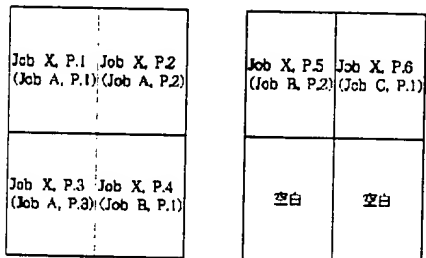 Job X, P.1 Job X, P.2
(Job A, P.1) (Job A, P.2)
Job X, P.3 Job X, P.4
(Job A, P.3) (Job B, P.1)
Job X, P.5 Job X, P.6
(Job B, P.2) (Job C, P.1)
空白 空白